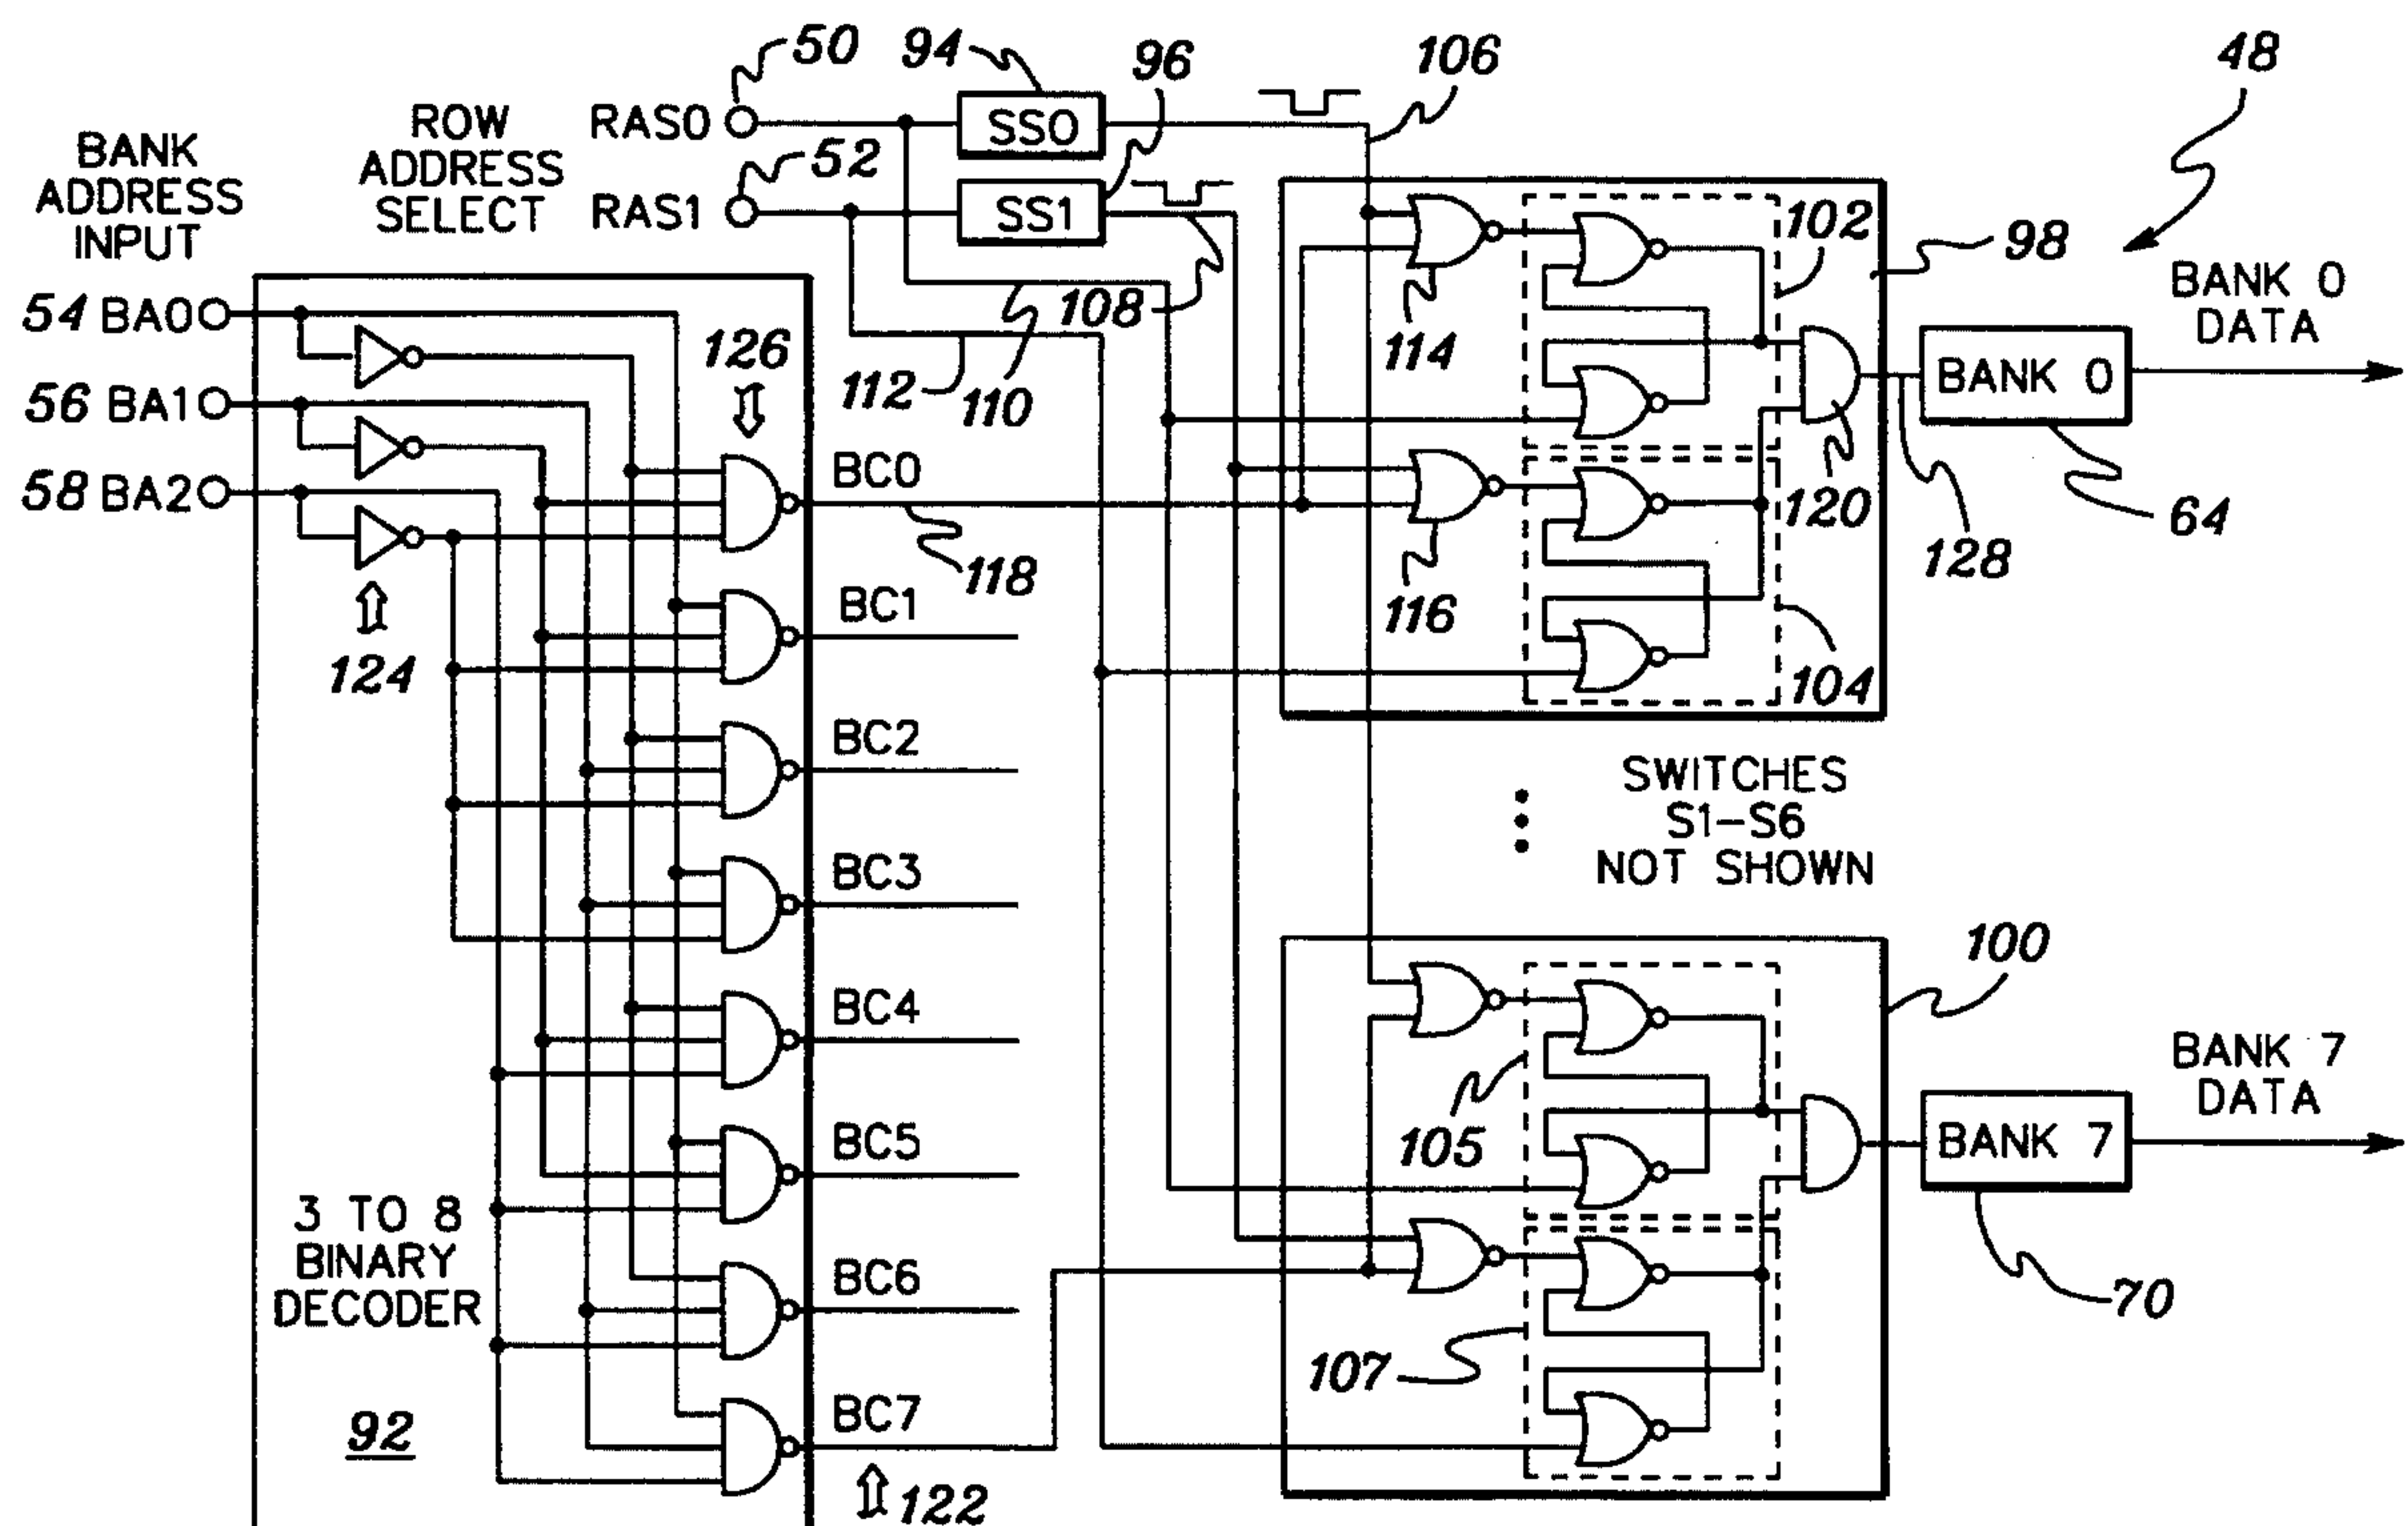 50
94
96
106
48
RAS0
SS0
ROW
ADDRESS
SELECT
52
RAS1
SS1
BANK
ADDRESS
INPUT
102
98
54 BA0
108
114
BANK 0
DATA
126
112
110
56 BA1
BANK 0
58 BA2
BC0
120
64
118
128
116
BC1
124
104
BC2
SWITCHES
S1-S6
NOT SHOWN
BC3
100
BC4
BANK 7
DATA
105
BC5
BANK 7
3 TO 8
BINARY
DECODER
BC6
70
107
92
BC7
122